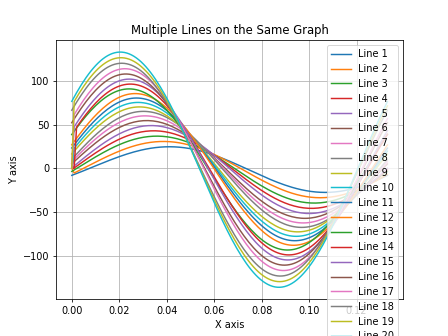 Multiple Lines on the Same Graph
Y axis
100
50
0
−50
−100
0.00
0.02
0.04
0.06
0.08
0.10
X axis
Line 1
Line 2
Line 3
Line 4
Line 5
Line 6
Line 7
Line 8
Line 9
Line 10
Line 11
Line 12
Line 13
Line 14
Line 15
Line 16
Line 17
Line 18
Line 19
Line 20